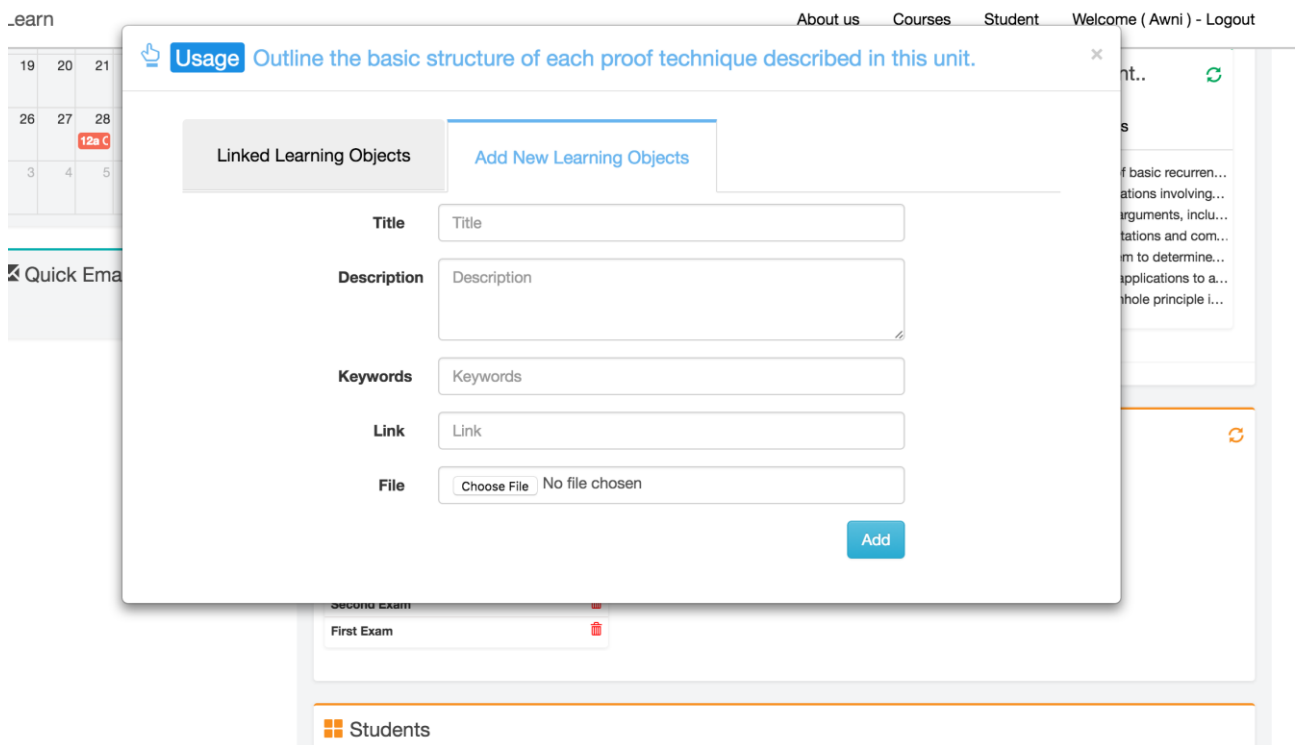 Learn
About us Courses Student Welcome ( Awni ) - Logout
Usage Outline the basic structure of each proof technique described in this unit.
×
19 20 21
26 27 28
12a C
3 4 5
Quick Ema
Linked Learning Objects
Add New Learning Objects
Title
Title
Description
Description
Keywords
Keywords
Link
Link
File
Choose File No file chosen
Add
nt..
s
f basic recurren...
ations involving...
arguments, inclu...
tations and com...
m to determine...
applications to a...
nhole principle i...
Second Exam
First Exam
Students